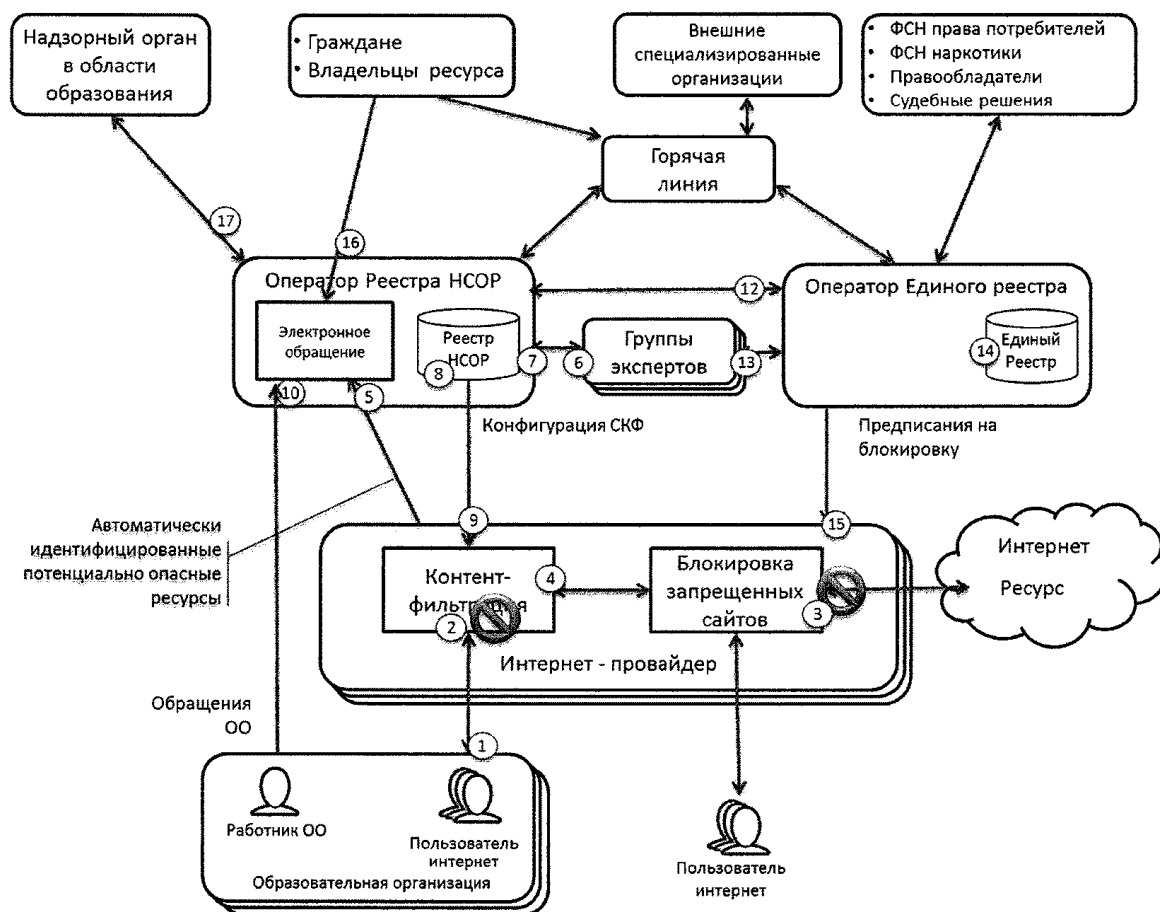 Надзорный орган
в области
образования
• Граждане
• Владельцы ресурса
Внешние
специализированные
организации
• ФСН права потребителей
• ФСН наркотики
• Правообладатели
• Судебные решения
Горячая
линия
17
16
Оператор Реестра НСОР
12
Оператор Единого реестра
Электронное
обращение
Реестр
НСОР
8
7
6
Группы
экспертов
13
14
Единый
Реестр
10
5
Конфигурация СКФ
Предписания на
блокировку
Автоматически
идентифицированные
потенциально опасные
ресурсы
9
15
Контент-
фильтрация
2
4
Блокировка
запрещенных
сайтов
3
Интернет
Ресурс
Интернет - провайдер
Обращения
ОО
1
Работник ОО
Пользователь
интернет
Образовательная организация
Пользователь
интернет